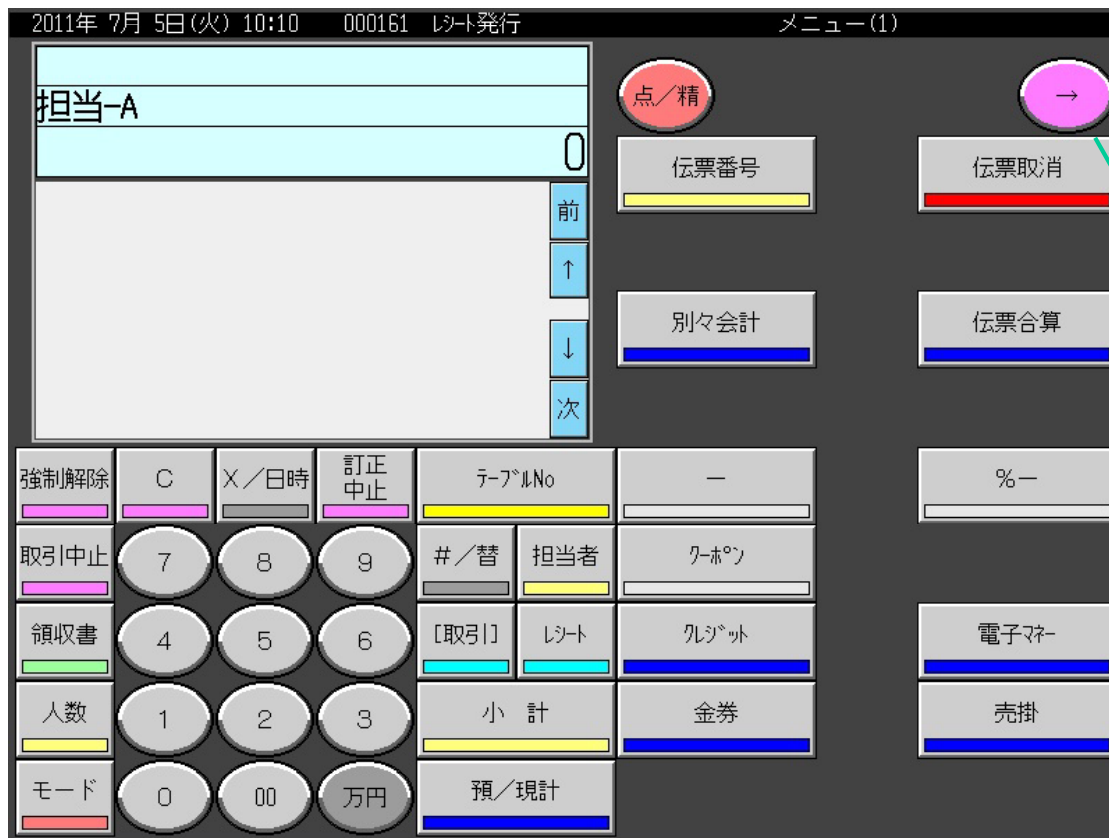 2011年 7月 5日(火) 10:10 000161 ﾚｼｰﾄ発行 メニュー(1)
担当-A
0
点／精
→
伝票番号
伝票取消
前
↑
別々会計
伝票合算
↓
次
強制解除
C
X／日時
訂正
中止
ﾃｰﾌﾞﾙNo
－
%－
取引中止
7
8
9
#／替
担当者
ｸｰﾎﾟﾝ
領収書
4
5
6
[取引]
ﾚｼｰﾄ
ｸﾚｼﾞｯﾄ
電子ﾏﾈｰ
人数
1
2
3
小 計
金券
売掛
モード
0
00
万円
預／現計